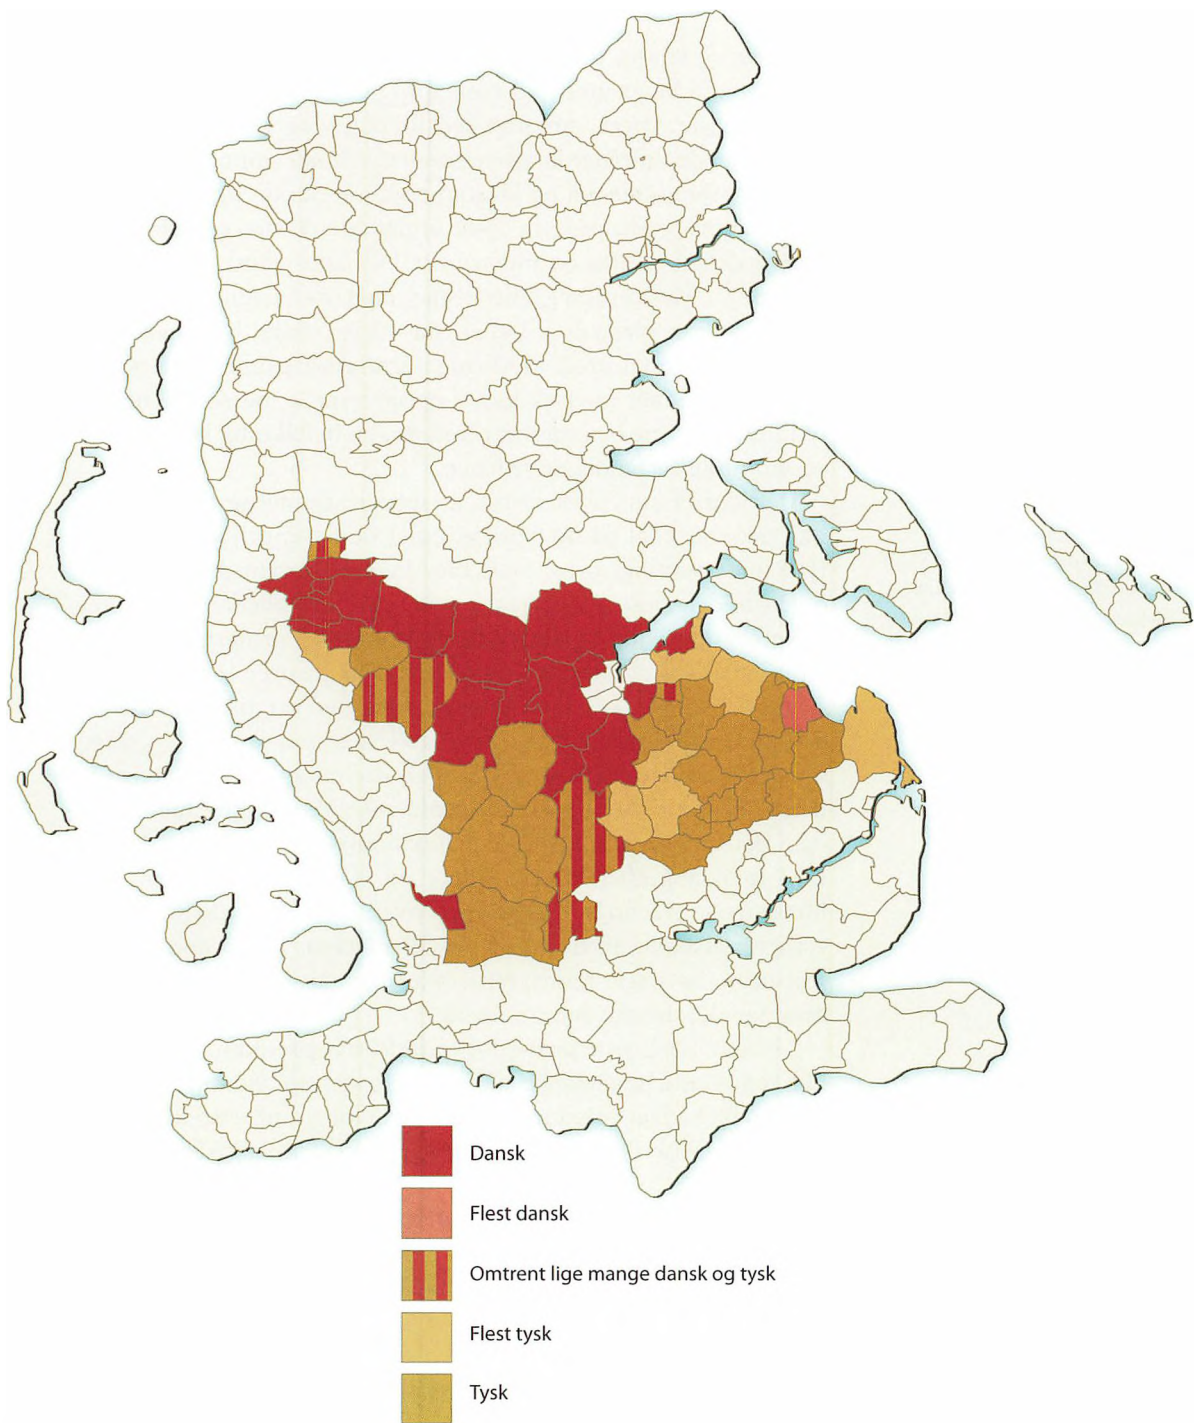 Dansk
Flest dansk
Omtrent lige mange dansk og tysk
Flest tysk
Tysk